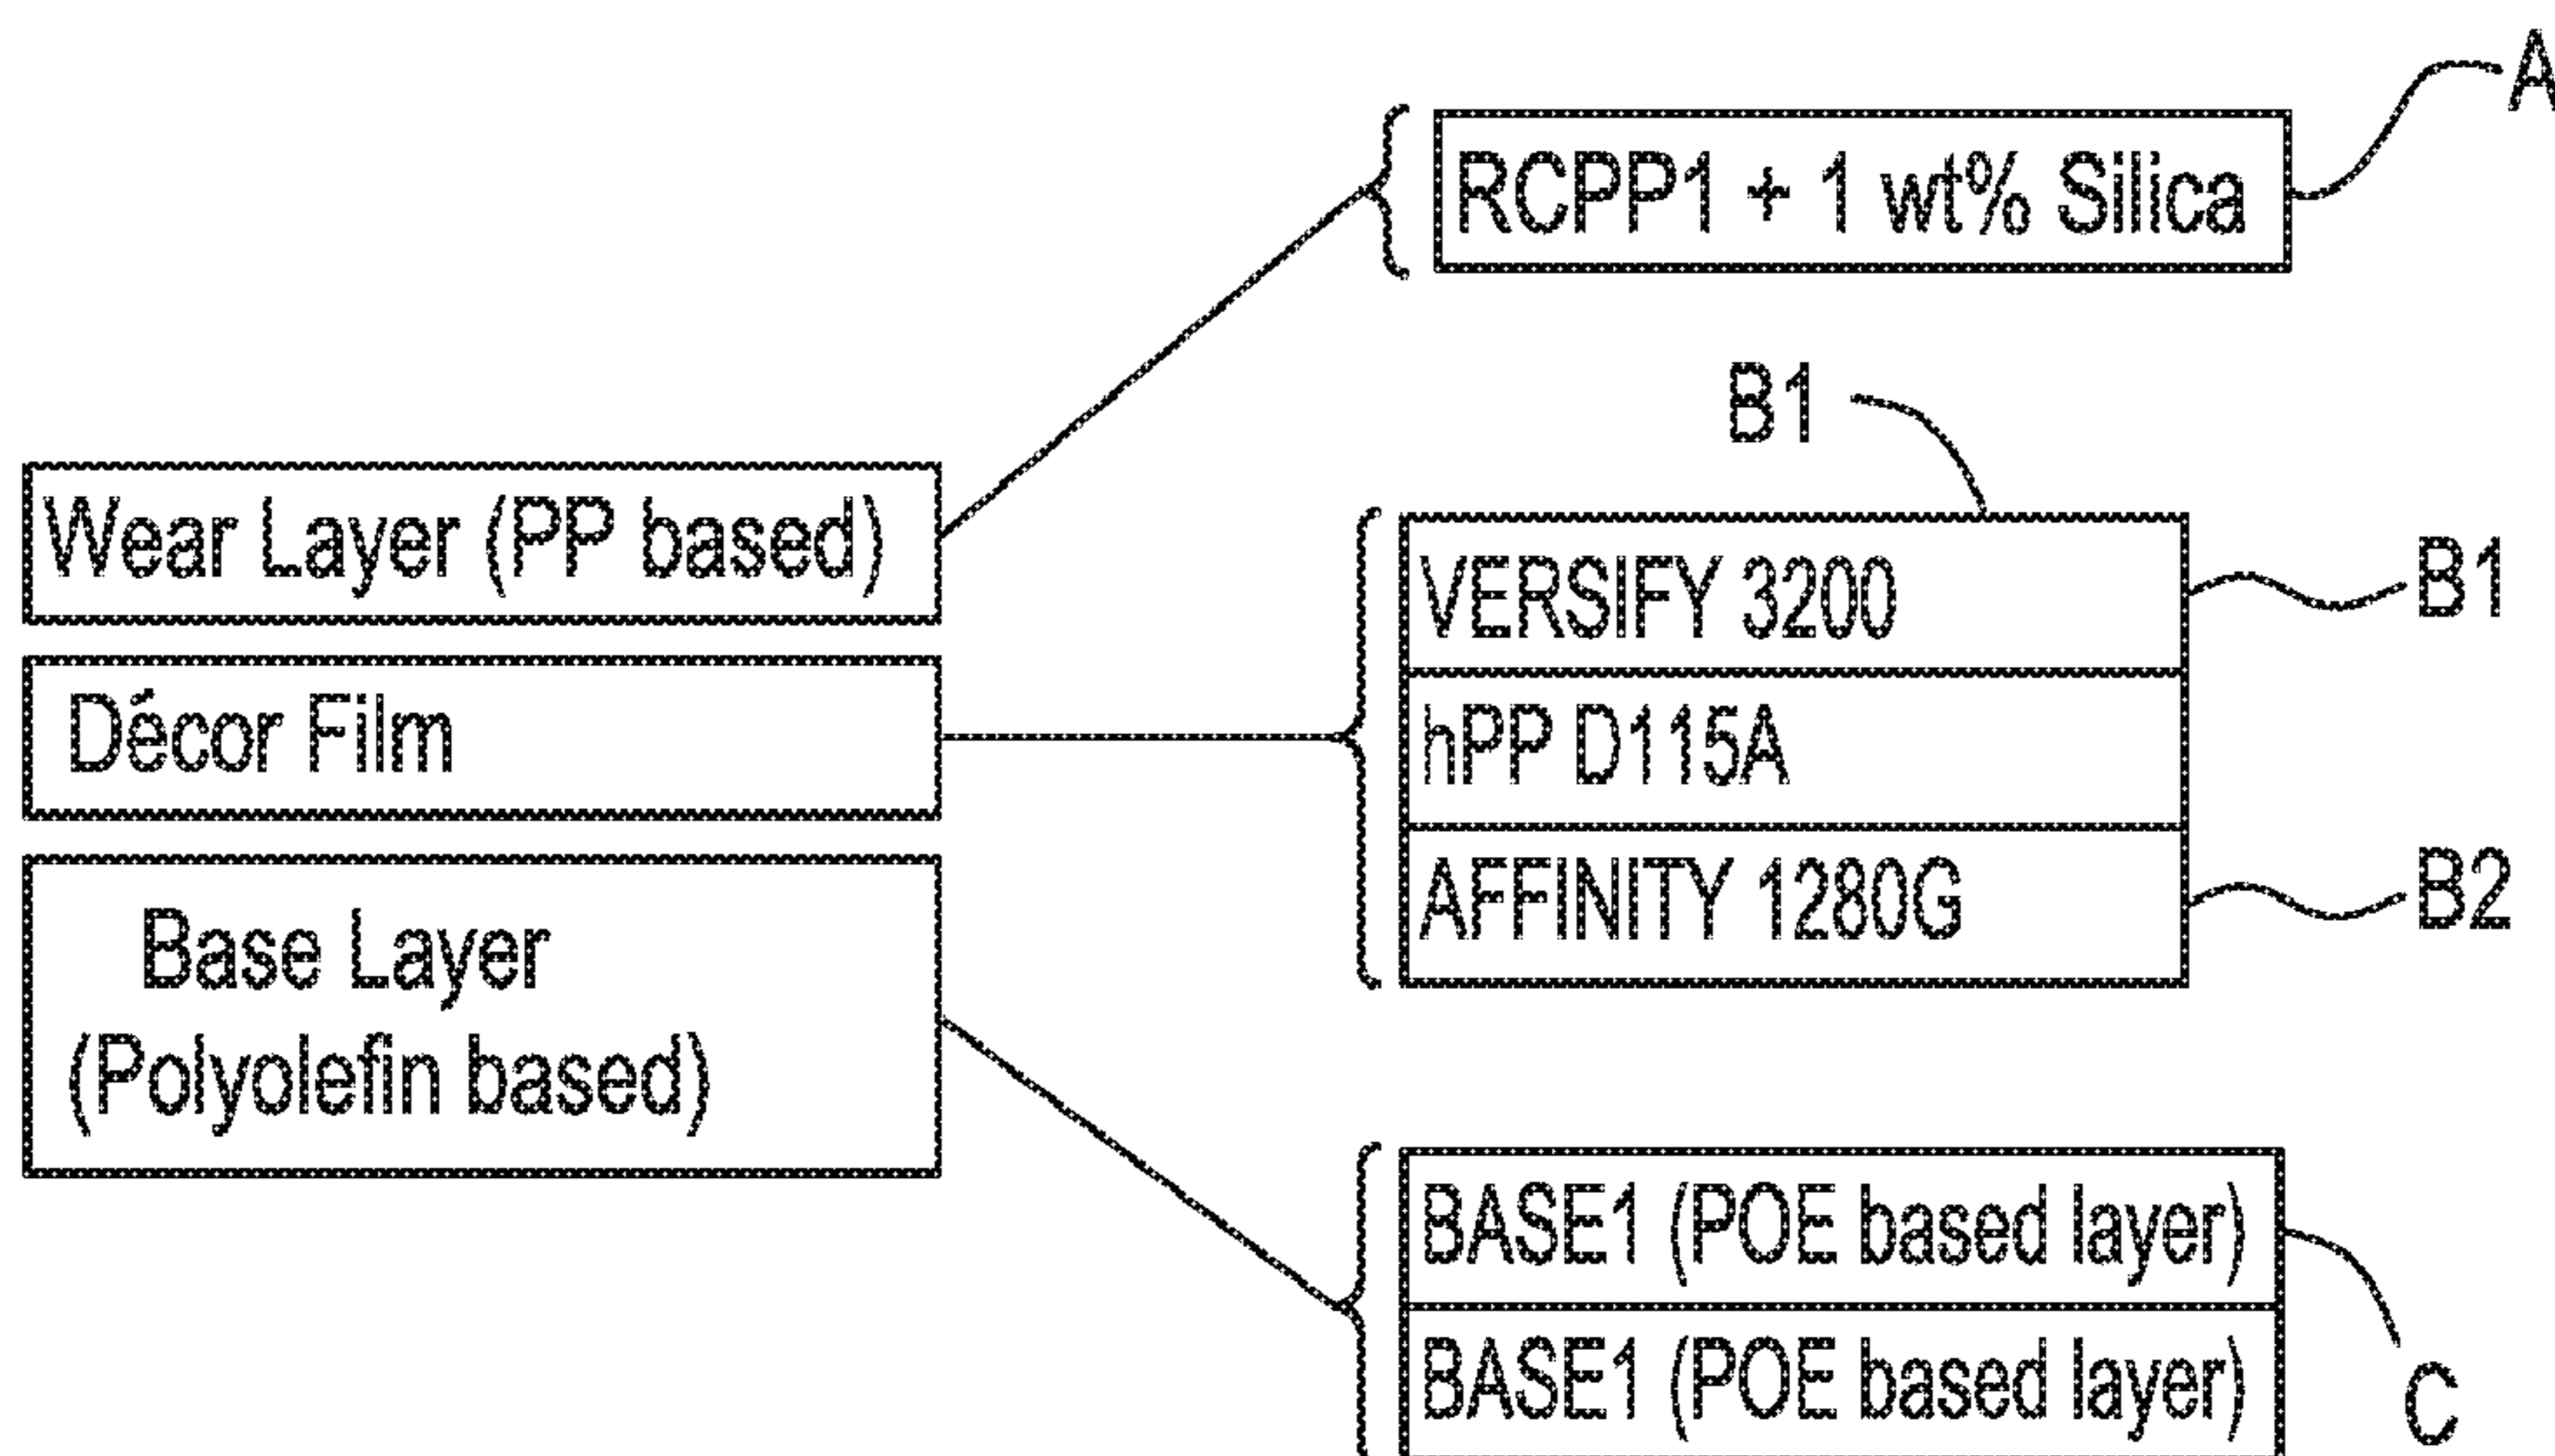 A
RCPP1 + 1 wt% Silica
B1
Wear Layer (PP based)
VERSIFY 3200
B1
Décor Film
hPP D115A
AFFINITY 1280G
B2
Base Layer
(Polyolefin based)
BASE1 (POE based layer)
BASE1 (POE based layer)
C